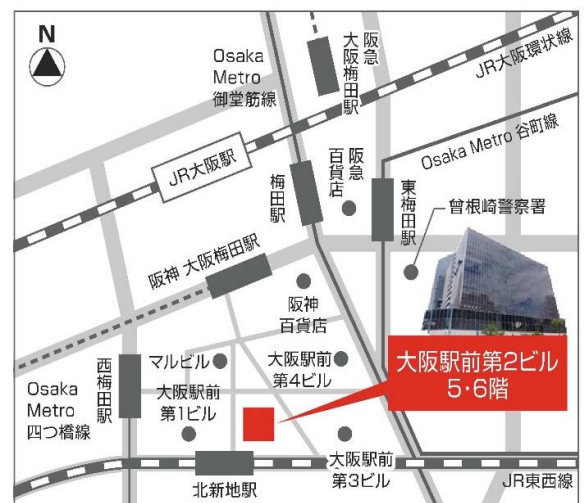 N
Osaka
Metro
御堂筋線
阪急
大阪梅田駅
JR大阪環状線
JR大阪駅
梅田駅
阪急
百貨店
東梅田駅
Osaka Metro 谷町線
曾根崎警察署
阪神 大阪梅田駅
阪神
百貨店
西梅田駅
マルビル
大阪駅前
第4ビル
大阪駅前第2ビル
5・6階
Osaka
Metro
四つ橋線
大阪駅前
第1ビル
北新地駅
大阪駅前
第3ビル
JR東西線